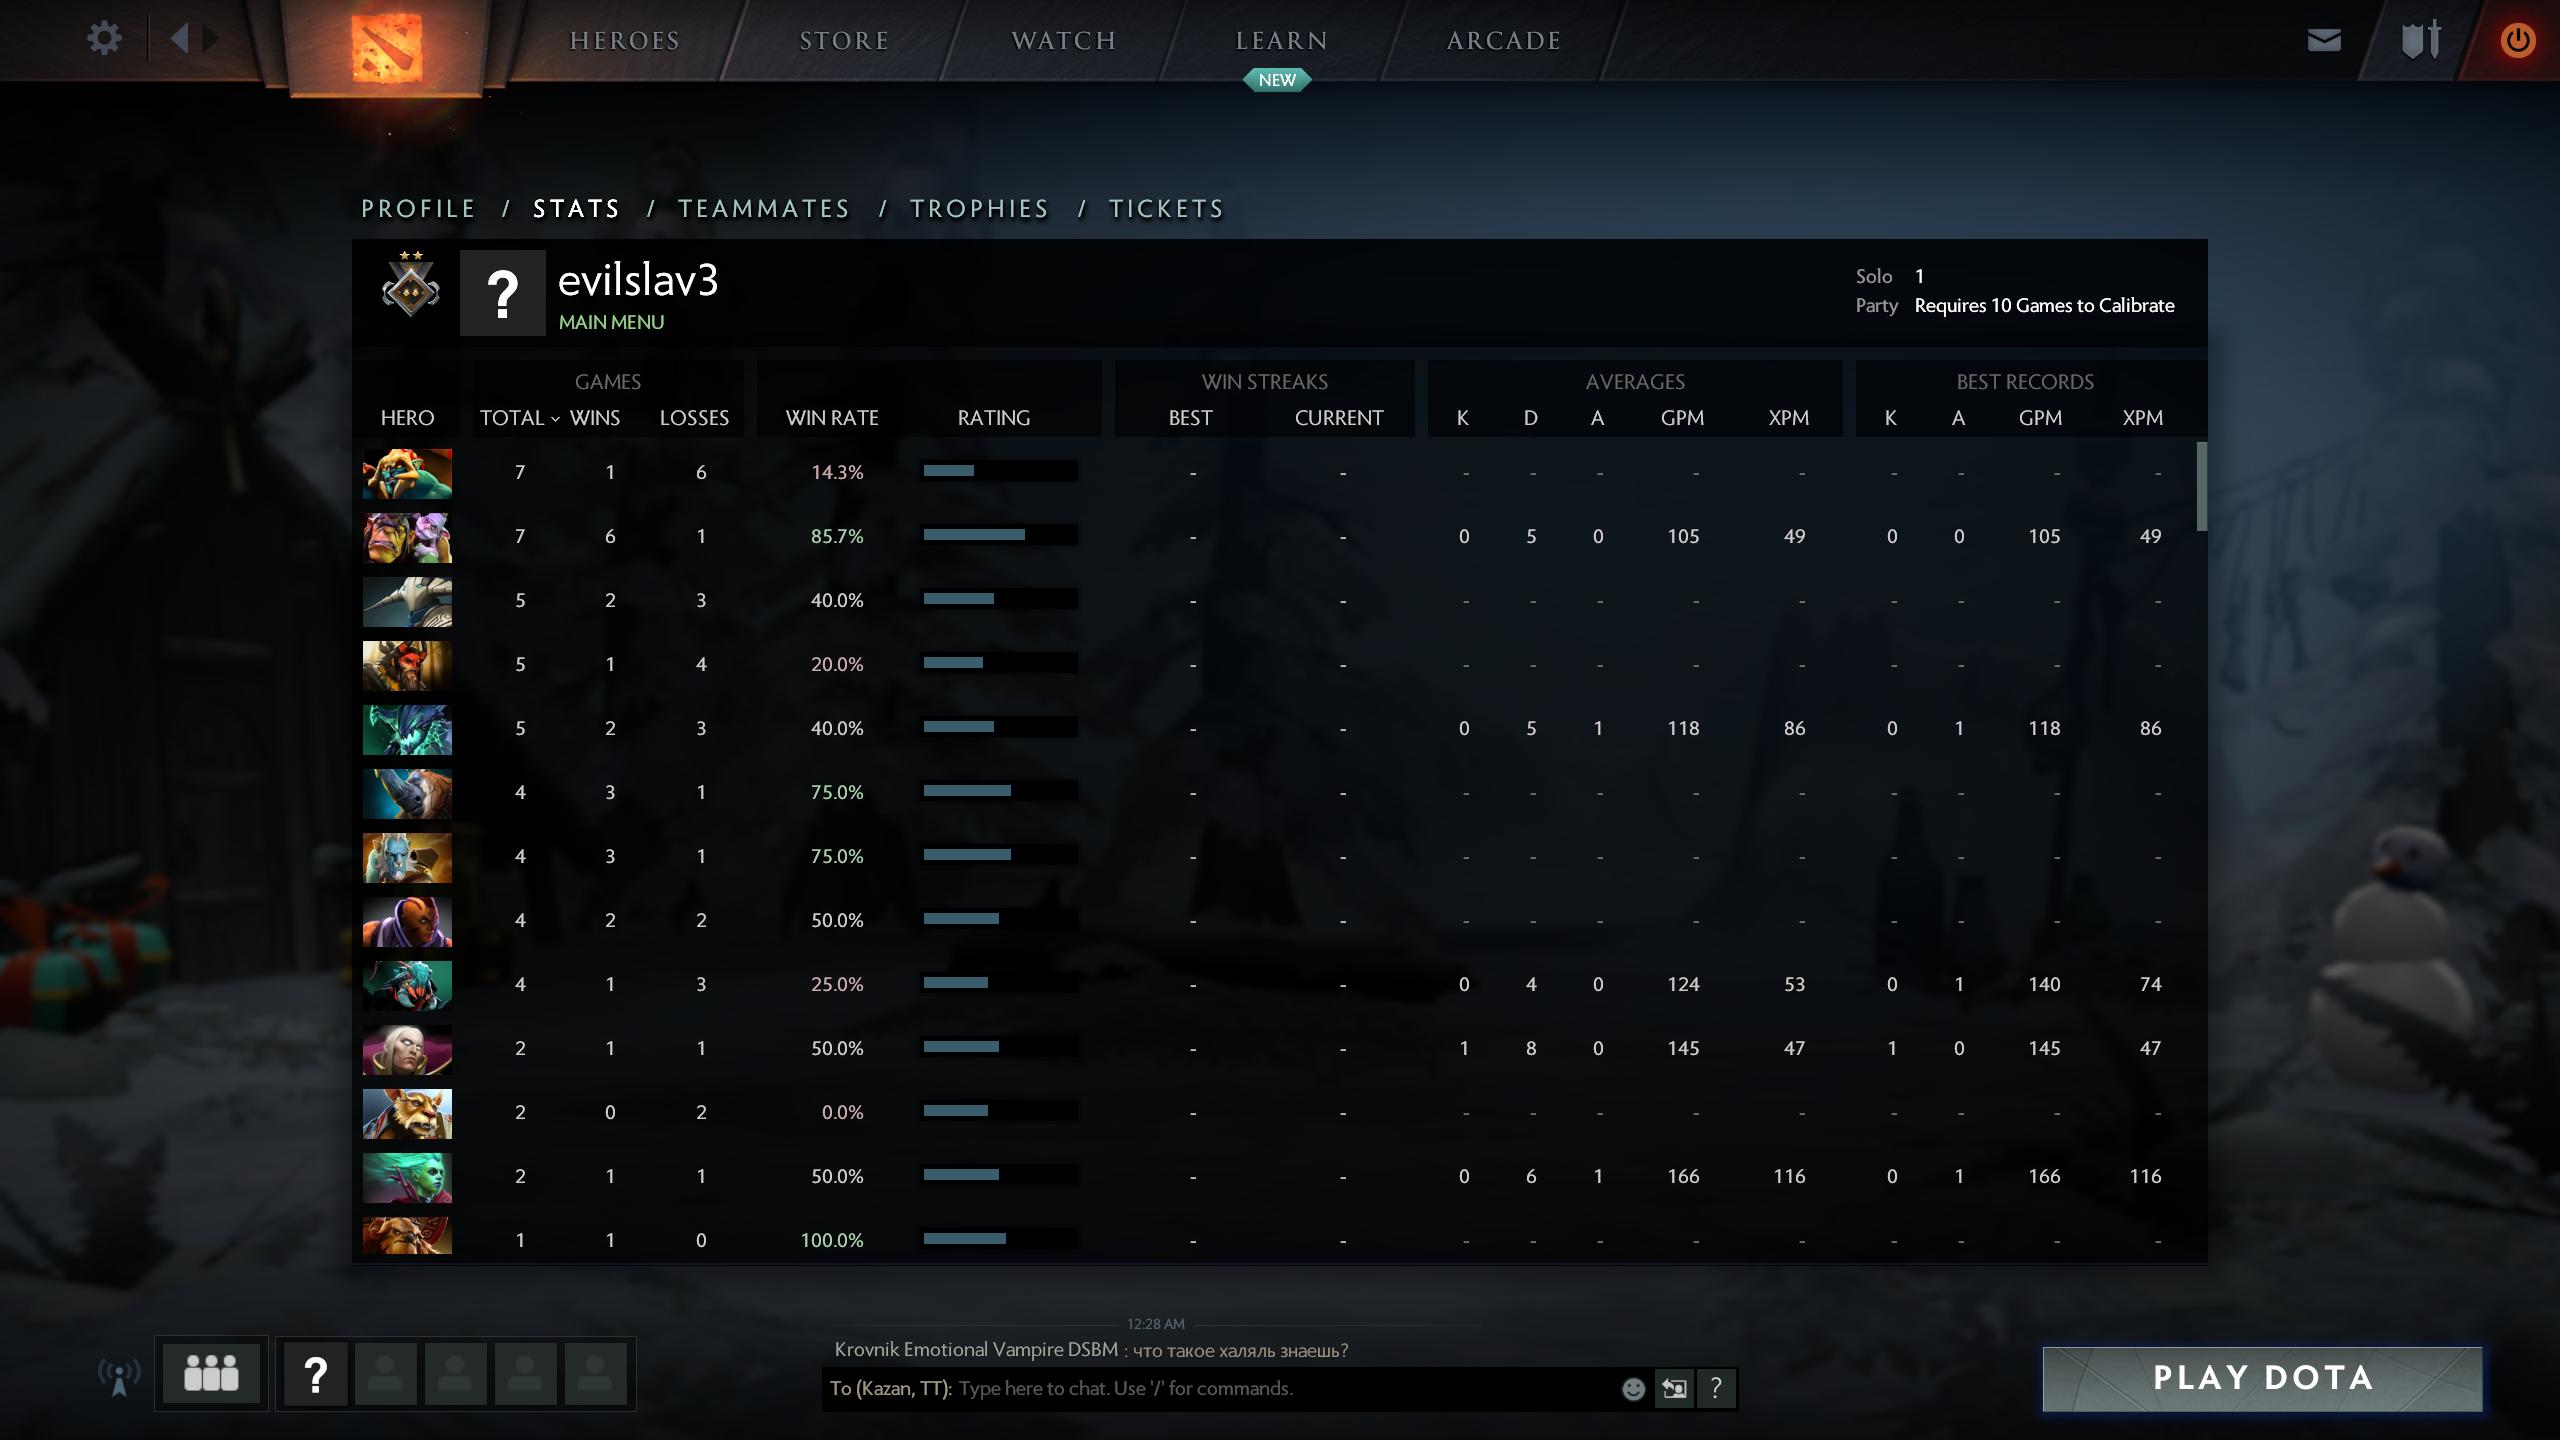 HEROES STORE WATCH LEARN ARCADE
NEW
PROFILE / STATS / TEAMMATES / TROPHIES / TICKETS
? evilslav3
MAIN MENU
Solo 1
Party Requires 10 Games to Calibrate
GAMES WIN STREAKS AVERAGES BEST RECORDS
HERO TOTAL WINS LOSSES WIN RATE RATING BEST CURRENT K D A GPM XPM K A GPM XPM
7 1 6 14.3% - - - - - - - - - - -
7 6 1 85.7% - - 0 5 0 105 49 0 0 105 49
5 2 3 40.0% - - - - - - - - - - -
5 1 4 20.0% - - - - - - - - - - -
5 2 3 40.0% - - 0 5 1 118 86 0 1 118 86
4 3 1 75.0% - - - - - - - - - - -
4 3 1 75.0% - - - - - - - - - - -
4 2 2 50.0% - - - - - - - - - - -
4 1 3 25.0% - - 0 4 0 124 53 0 1 140 74
2 1 1 50.0% - - 1 8 0 145 47 1 0 145 47
2 0 2 0.0% - - - - - - - - - - -
2 1 1 50.0% - - 0 6 1 166 116 0 1 166 116
1 1 0 100.0% - - - - - - - - - - -
12:28 AM
Krovnik Emotional Vampire DSBM : что такое халяль знаешь?
? To (Kazan, TT): Type here to chat. Use '/' for commands. ?
PLAY DOTA